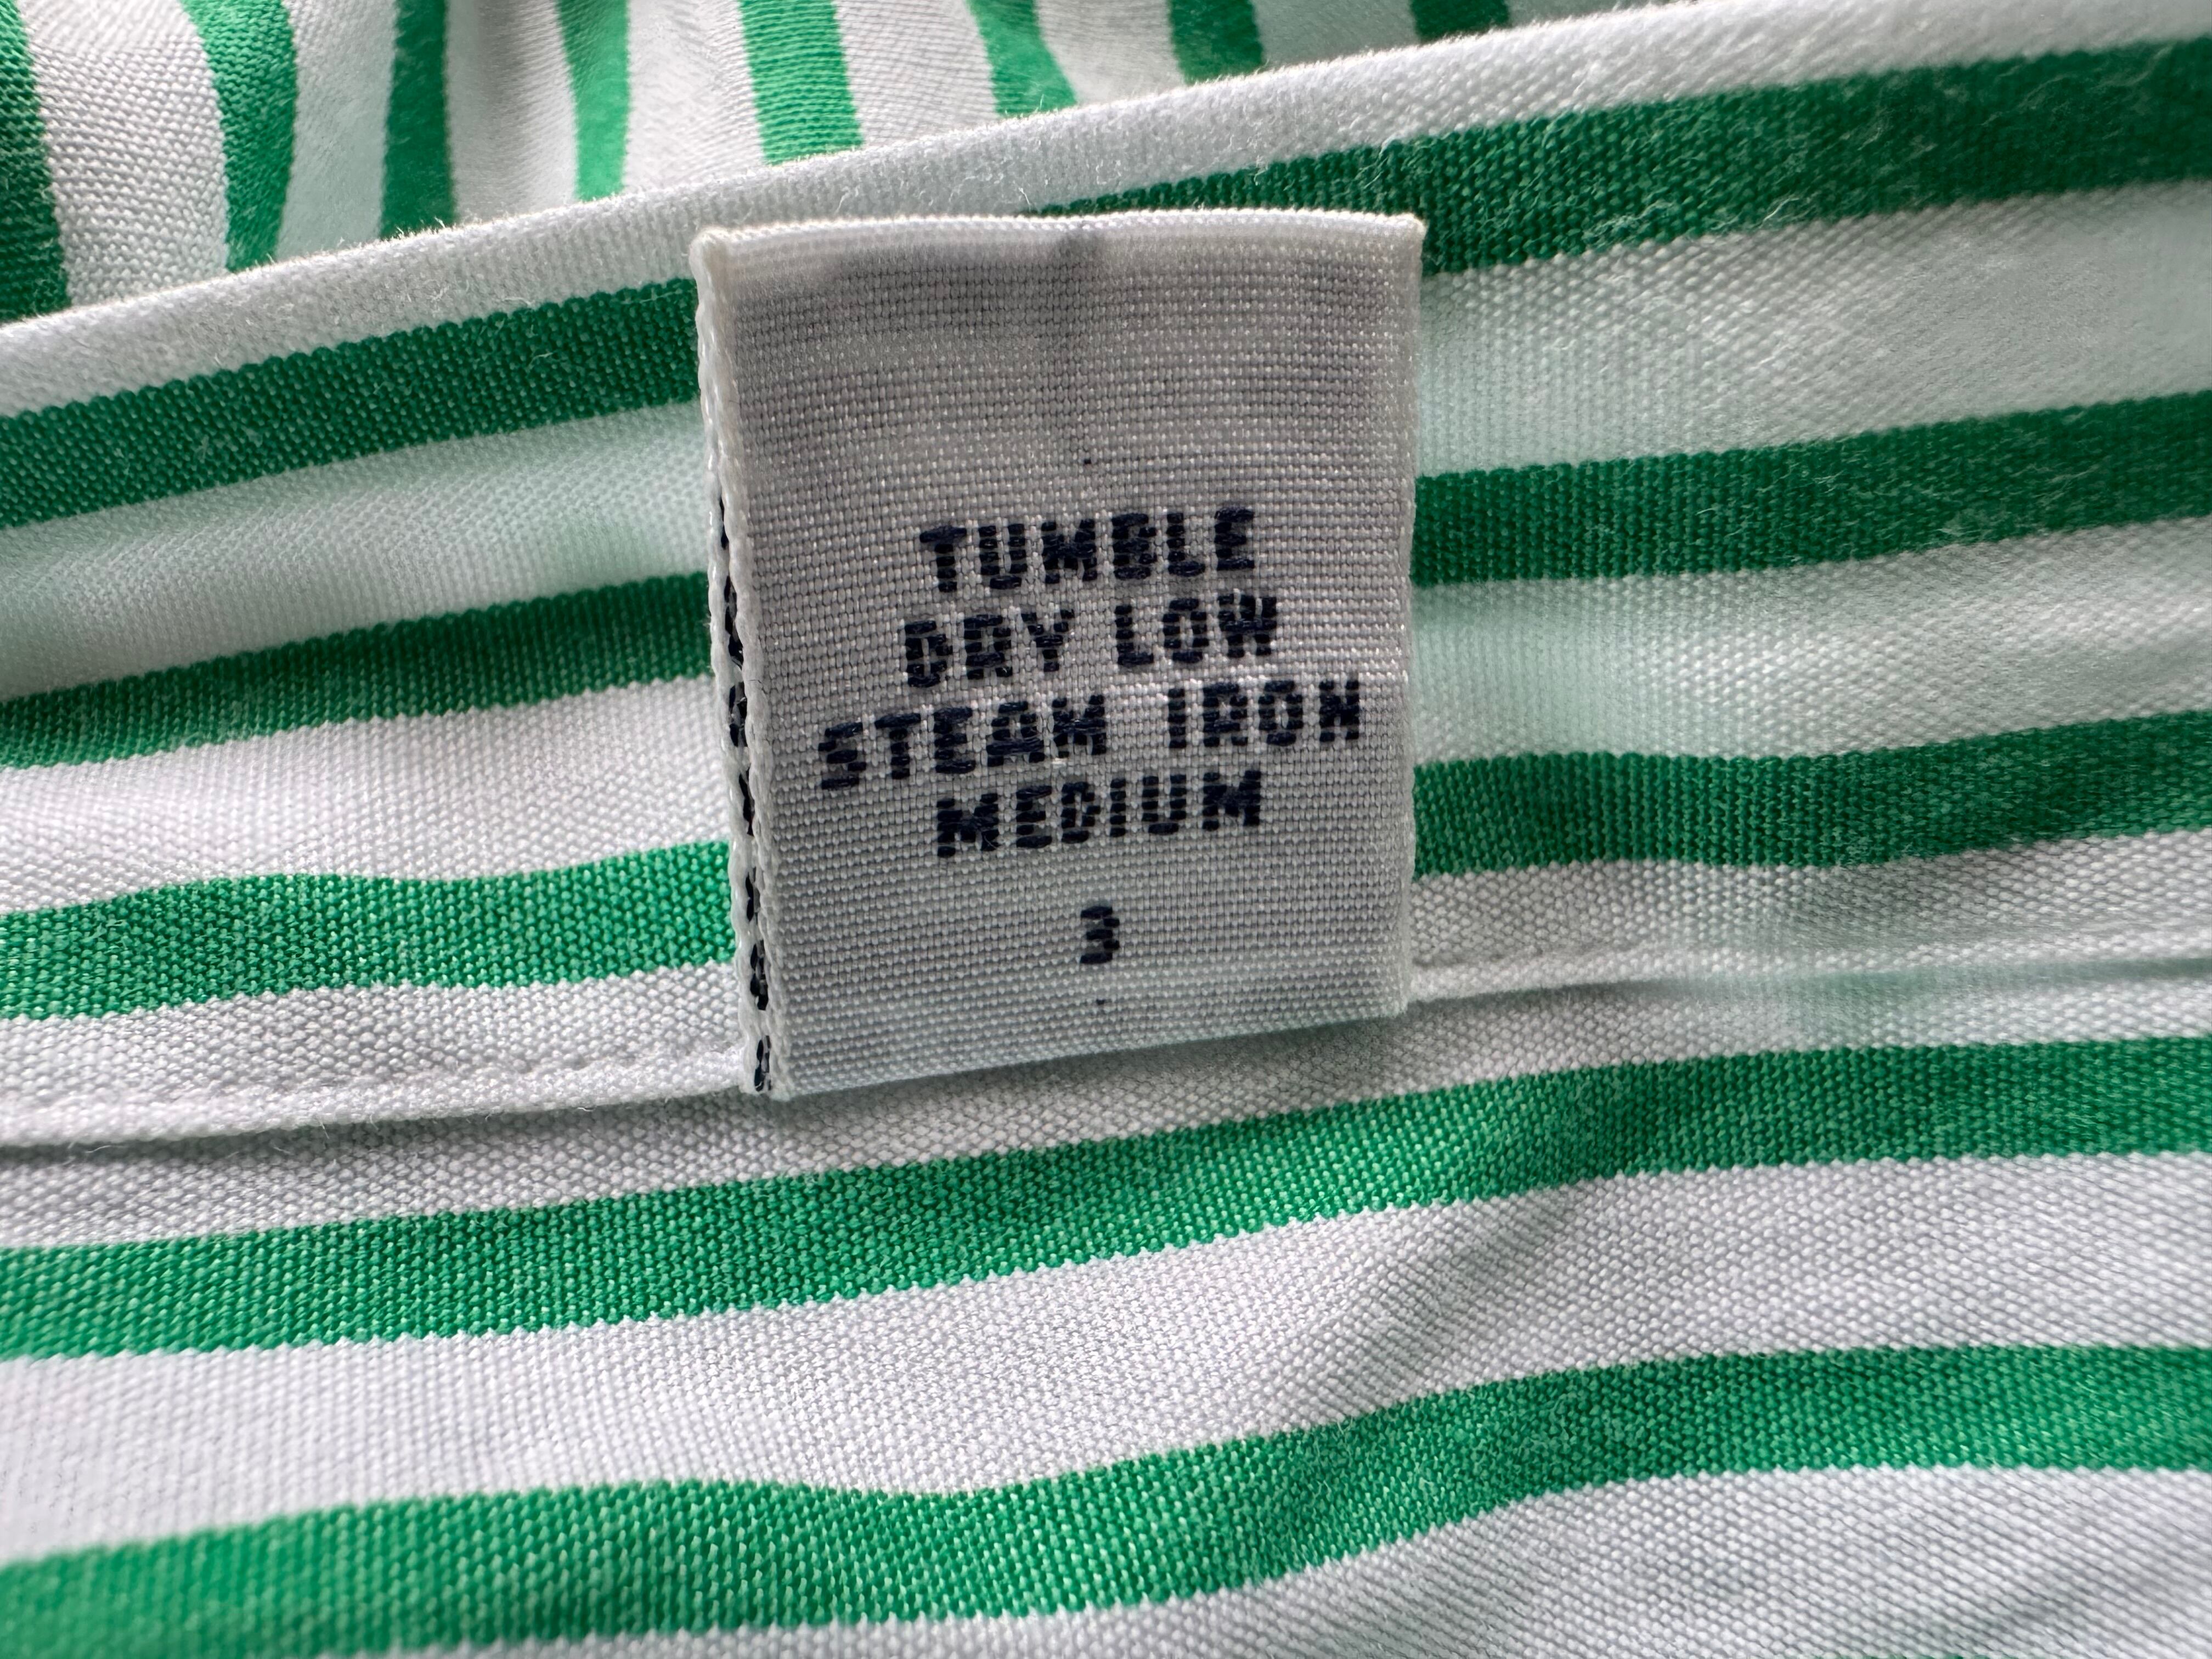 TUMBLE
DRY LOW
STEAM IRON
MEDIUM
3